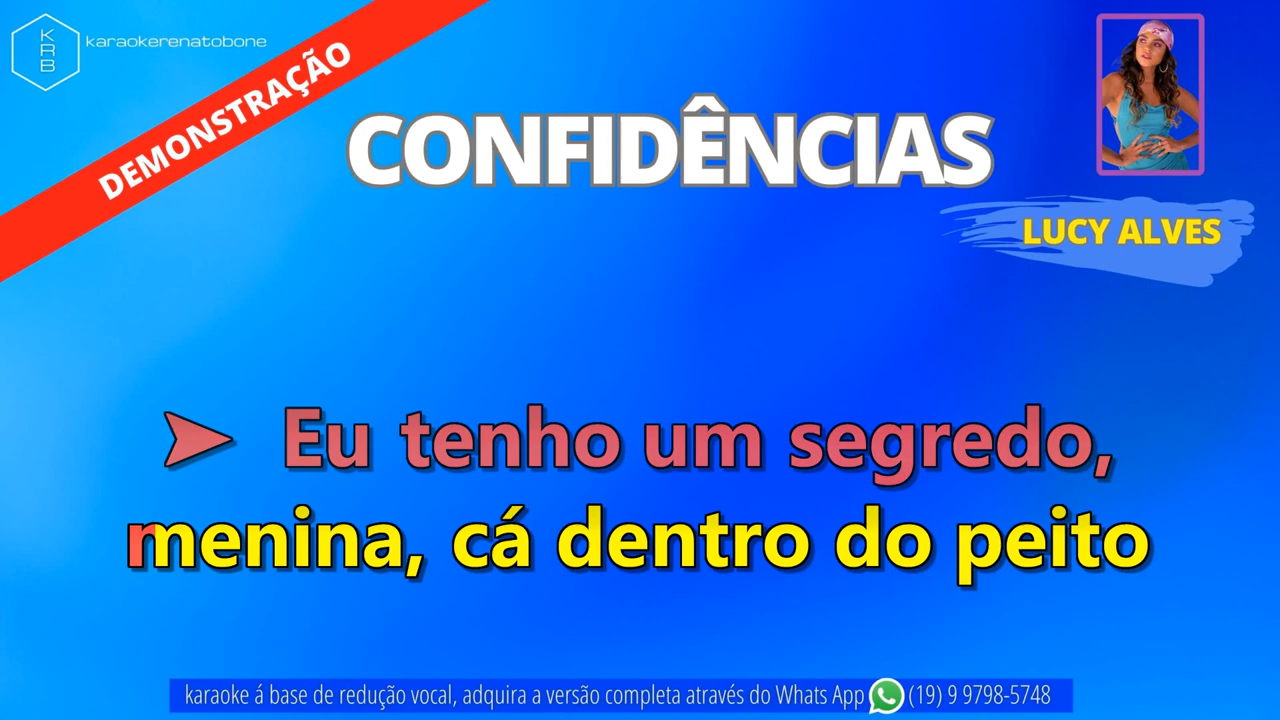 KRB
karaokerenatobone
DEMONSTRAÇÃO
CONFIDÊNCIAS
LUCY ALVES
➤ Eu tenho um segredo,
menina, cá dentro do peito
karaoke á base de redução vocal, adquira a versão completa através do Whats App (19) 9 9798-5748